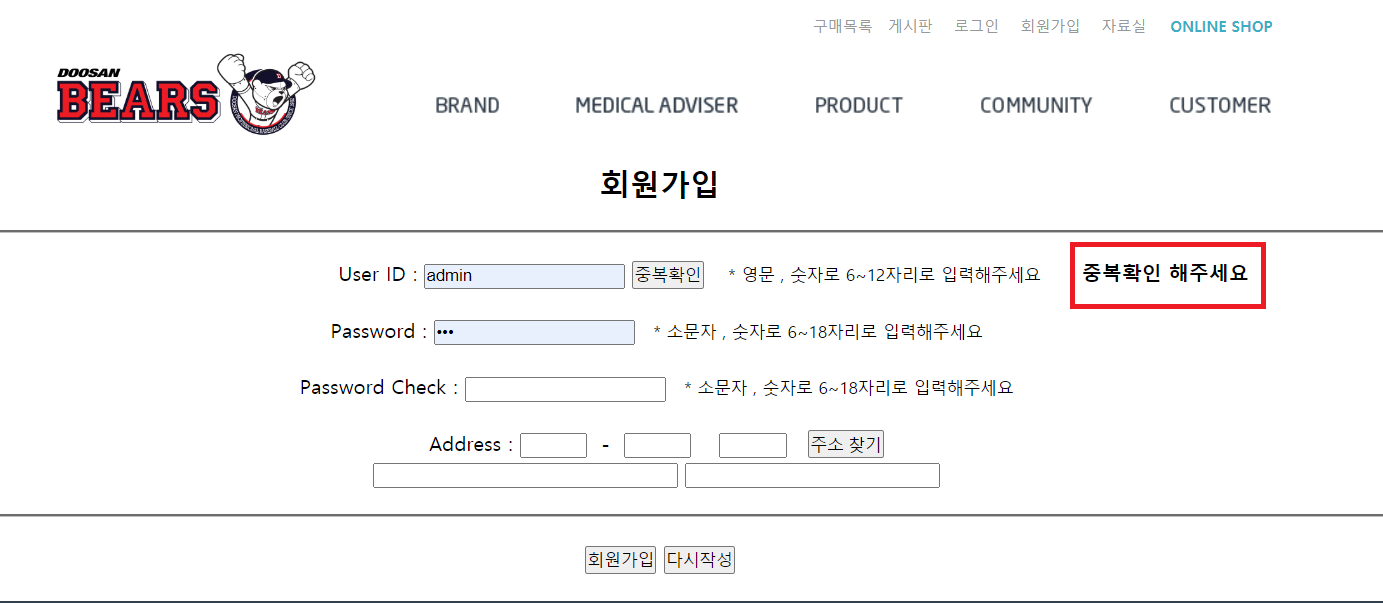 구매목록 게시판 로그인 회원가입 자료실 ONLINE SHOP
DOOSAN
BEARS
BRAND MEDICAL ADVISER PRODUCT COMMUNITY CUSTOMER
회원가입
User ID : admin 중복확인 * 영문 , 숫자로 6~12자리로 입력해주세요 중복확인 해주세요
Password : ••• * 소문자 , 숫자로 6~18자리로 입력해주세요
Password Check : * 소문자 , 숫자로 6~18자리로 입력해주세요
Address : - 주소 찾기
회원가입 다시작성